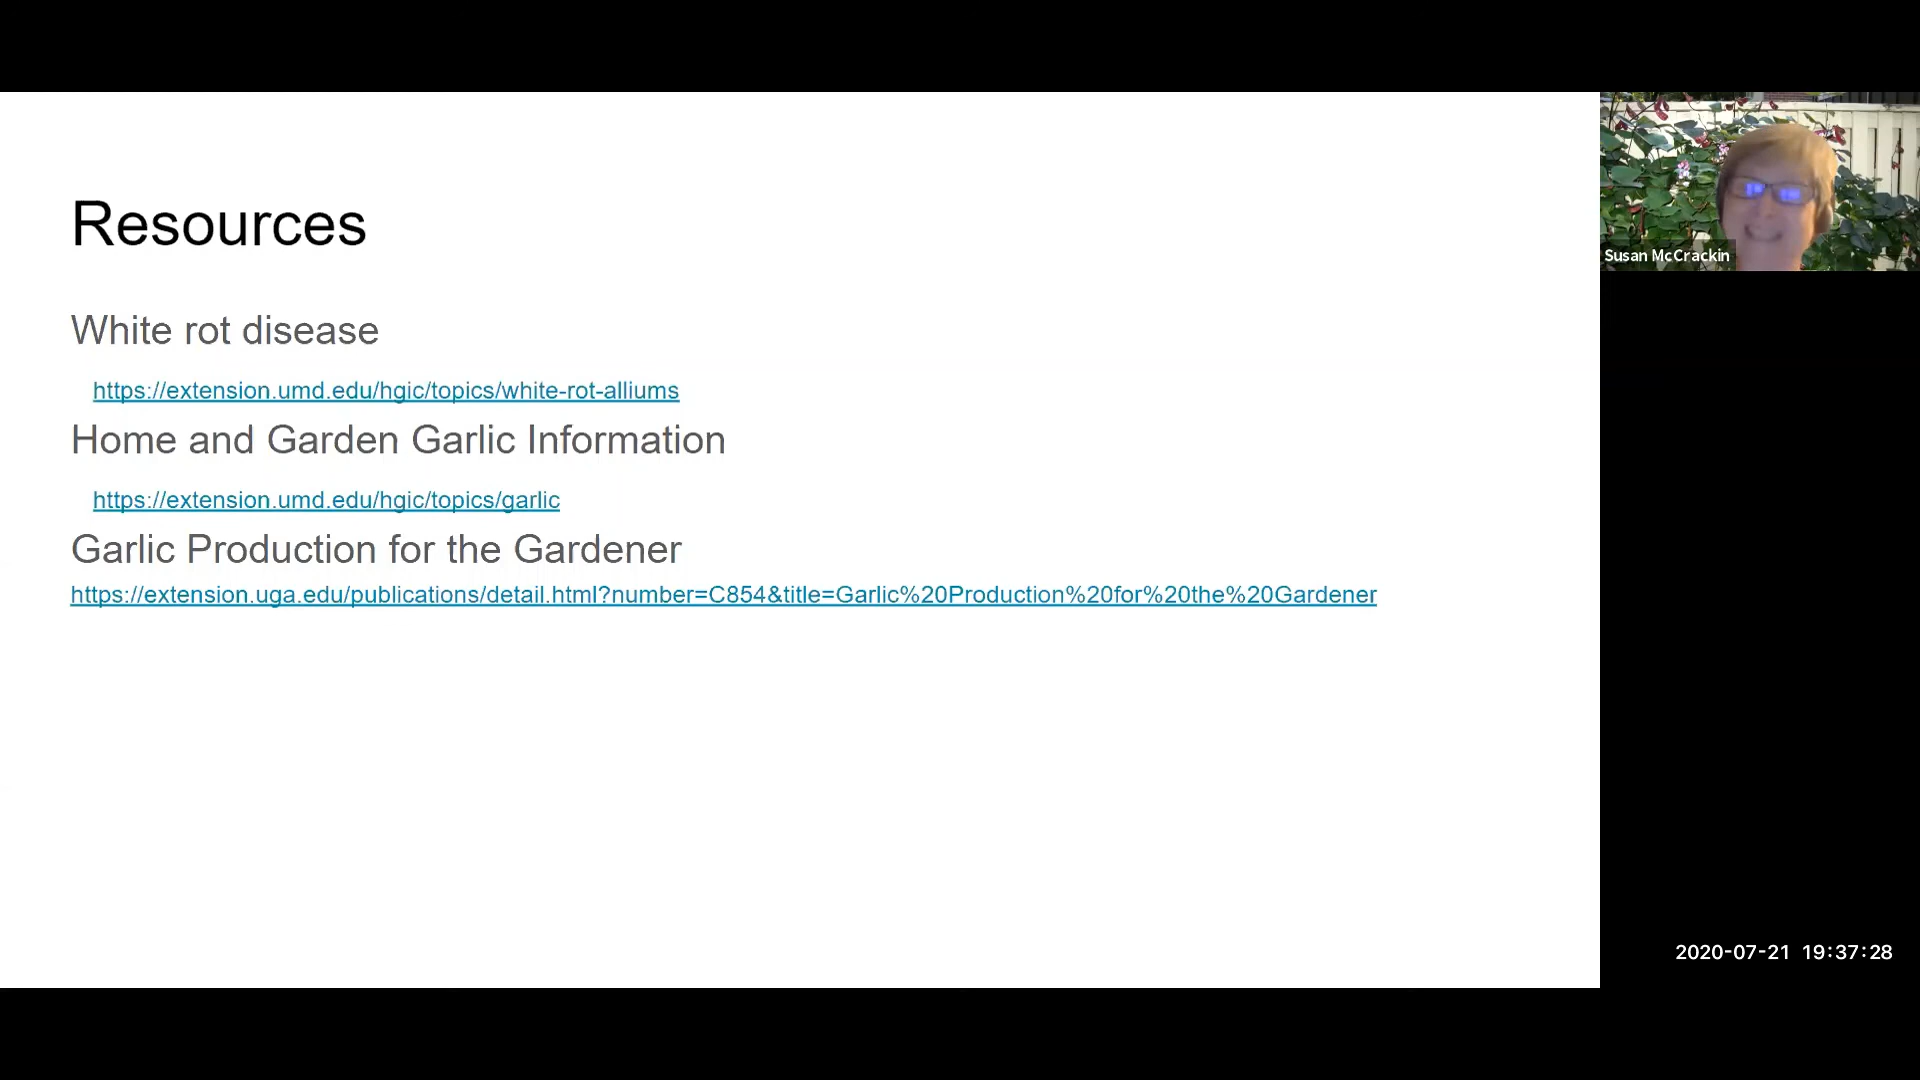 Resources
White rot disease
https://extension.umd.edu/hgic/topics/white-rot-alliums
Home and Garden Garlic Information
https://extension.umd.edu/hgic/topics/garlic
Garlic Production for the Gardener
https://extension.uga.edu/publications/detail.html?number=C854&title=Garlic%20Production%20for%20the%20Gardener
Susan McCrackin
2020-07-21 19:37:28